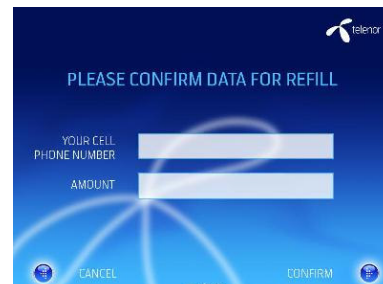 telenor
PLEASE CONFIRM DATA FOR REFILL
YOUR CELL
PHONE NUMBER
AMOUNT
CANCEL
CONFIRM